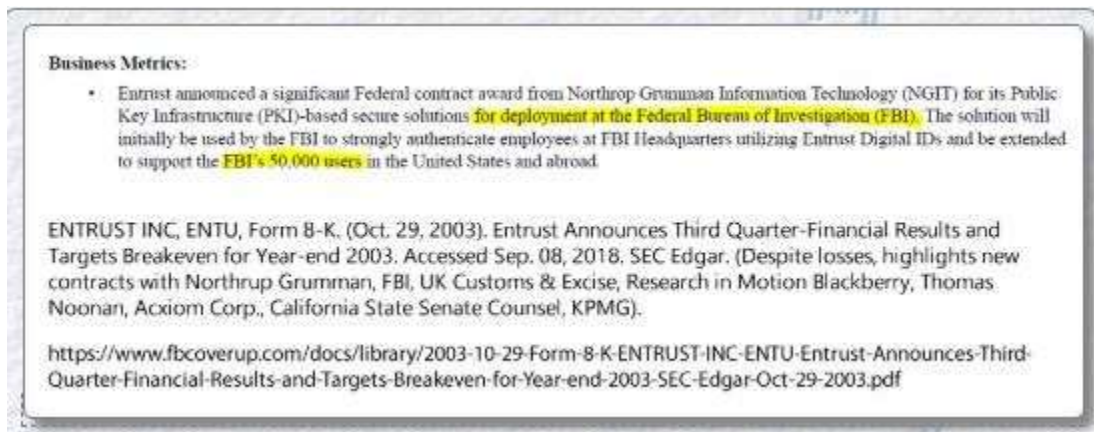 Business Metrics:
• Entrust announced a significant Federal contract award from Northrop Grumman Information Technology (NGIT) for its Public
Key Infrastructure (PKI)-based secure solutions for deployment at the Federal Bureau of Investigation (FBI). The solution will
initially be used by the FBI to strongly authenticate employees at FBI Headquarters utilizing Entrust Digital IDs and be extended
to support the FBI's 50,000 users in the United States and abroad
ENTRUST INC, ENTU, Form 8-K. (Oct. 29, 2003). Entrust Announces Third Quarter-Financial Results and
Targets Breakeven for Year-end 2003. Accessed Sep. 08, 2018. SEC Edgar. (Despite losses, highlights new
contracts with Northrup Grumman, FBI, UK Customs & Excise, Research in Motion Blackberry, Thomas
Noonan, Acxiom Corp., California State Senate Counsel, KPMG).
https://www.fbcoverup.com/docs/library/2003-10-29-Form-8-K-ENTRUST-INC-ENTU-Entrust-Announces-Third-
Quarter-Financial-Results-and-Targets-Breakeven-for-Year-end-2003-SEC-Edgar-Oct-29-2003.pdf